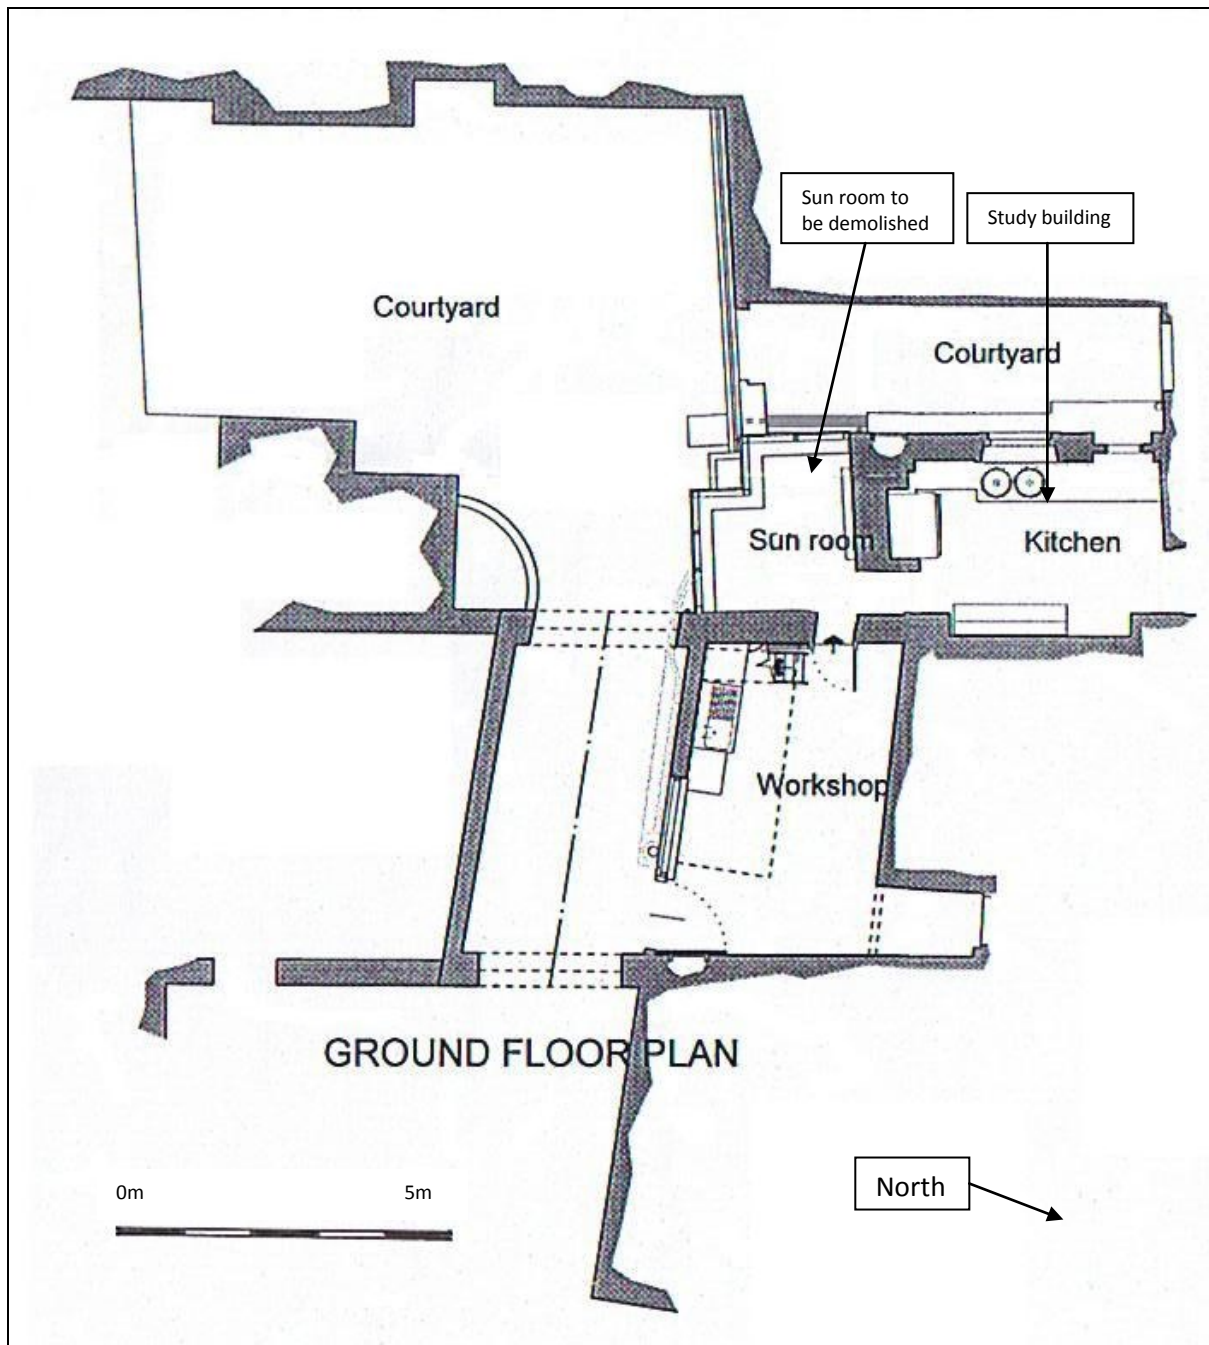 Sun room to
be demolished
Study building
Courtyard
Courtyard
Sun room
Kitchen
Workshop
GROUND FLOOR PLAN
0m
5m
North